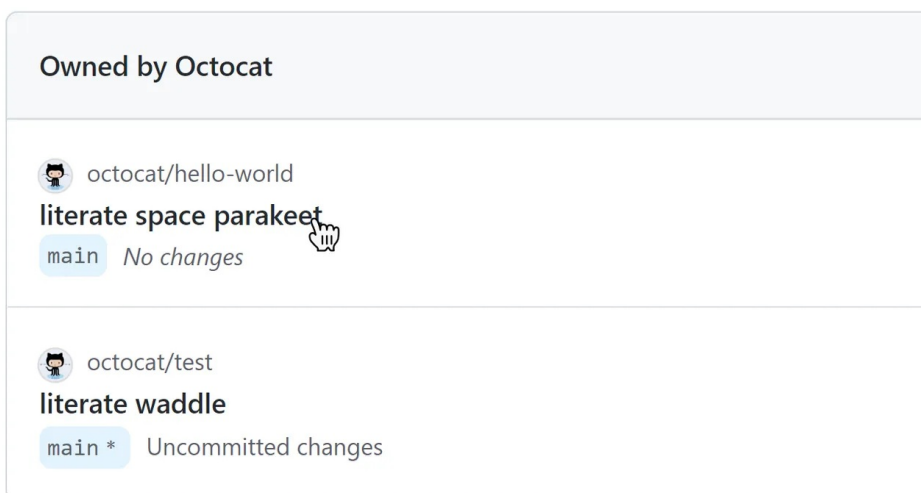 Owned by Octocat
octocat/hello-world
literate space parakeet
main No changes
octocat/test
literate waddle
main * Uncommitted changes